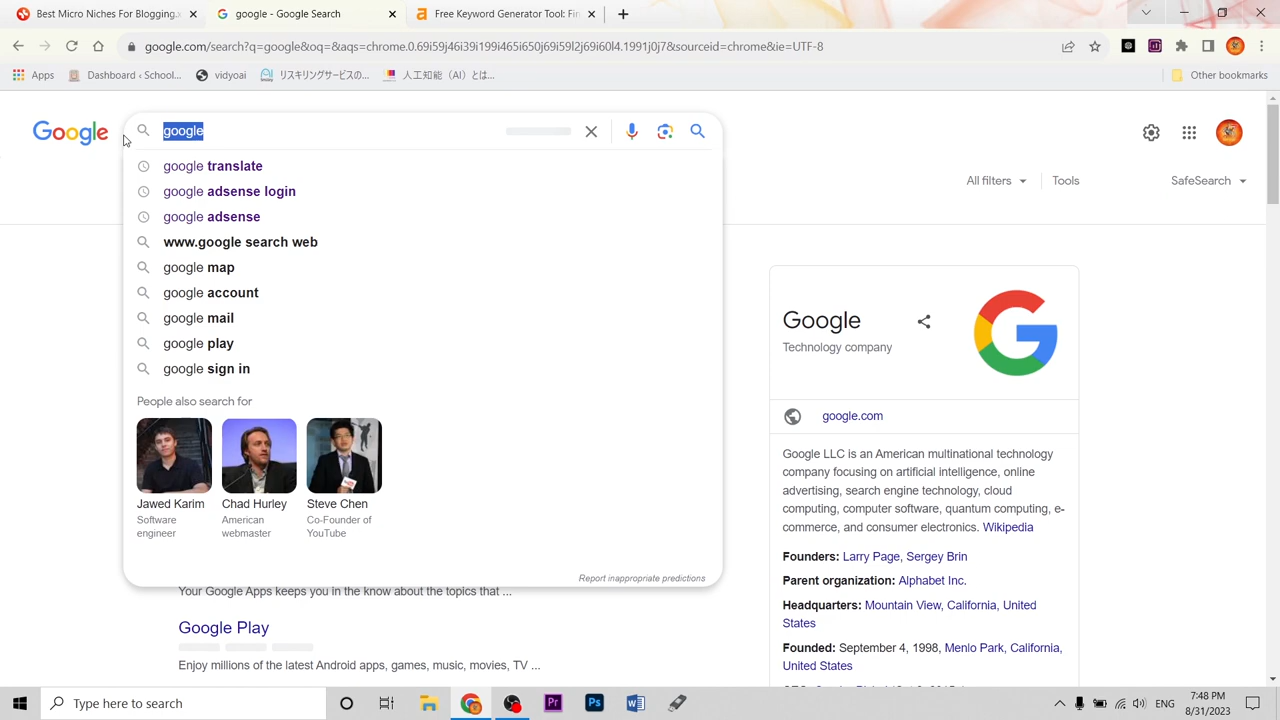 Best Micro Niches For Blogging.
google - Google Search
Free Keyword Generator Tool: Fin
google.com/search?q=google&oq=&aqs=chrome.0.69i59j46i39i199i465i650j69i59l2j69i60l4.1991j0j7&sourceid=chrome&ie=UTF-8
Apps
Dashboard ‹ School...
vidyoai
リスキリングサービスの...
人工知能（AI）とは...
Other bookmarks
Google
google
google translate
google adsense login
google adsense
www.google search web
google map
google account
google mail
google play
google sign in
People also search for
Jawed Karim
Software
engineer
Chad Hurley
American
webmaster
Steve Chen
Co-Founder of
YouTube
Report inappropriate predictions
Your Google Apps keeps you in the know about the topics that ...
Google Play
Enjoy millions of the latest Android apps, games, music, movies, TV ...
All filters
Tools
SafeSearch
Google
Technology company
google.com
Google LLC is an American multinational technology
company focusing on artificial intelligence, online
advertising, search engine technology, cloud
computing, computer software, quantum computing, e-
commerce, and consumer electronics. Wikipedia
Founders: Larry Page, Sergey Brin
Parent organization: Alphabet Inc.
Headquarters: Mountain View, California, United
States
Founded: September 4, 1998, Menlo Park, California,
United States
Type here to search
Pr
Ps
W
ENG
7:48 PM
8/31/2023